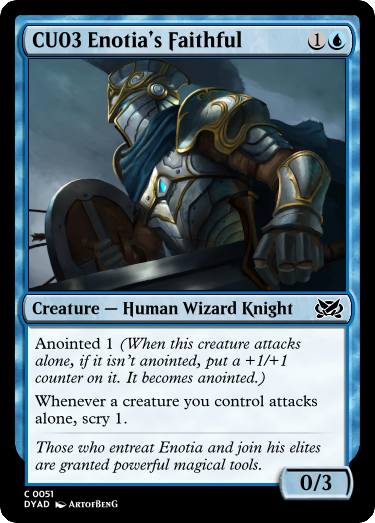 CU03 Enotia's Faithful
1
Creature — Human Wizard Knight
Anointed 1 (When this creature attacks
alone, if it isn't anointed, put a +1/+1
counter on it. It becomes anointed.)
Whenever a creature you control attacks
alone, scry 1.
Those who entreat Enotia and join his elites
are granted powerful magical tools.
0/3
C 0051
DYAD ArtofBenG